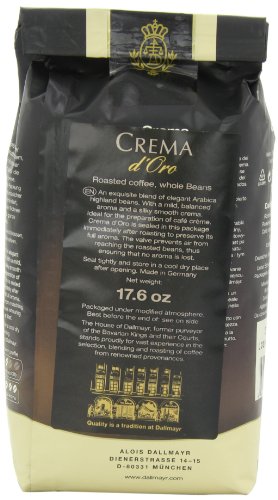 CREMA
d'Oro
Roasted coffee, whole Beans
EN An exquisite blend of elegant Arabica
highland beans. With a mild, balanced
aroma and a silky smooth crema.
Ideal for the preparation of café crème.
Crema d'Oro is sealed in this package
immediately after roasting to preserve its
full aroma. The valve prevents air from
reaching the roasted beans, thus
ensuring that no aroma is lost.
Seal tightly and store in a cool dry place
after opening. Made in Germany
Net weight:
17.6 oz
Packaged under modified atmosphere.
Best before the end of: see on side
The House of Dallmayr, former purveyor
of the Bavarian Kings and their Courts,
stands proudly for vast experience in the
selection, blending and roasting of coffee
from renowned provenances.
Quality is a tradition at Dallmayr
ALOIS DALLMAYR
DIENERSTRASSE 14-15
D-80331 MÜNCHEN
www.dallmayr.com